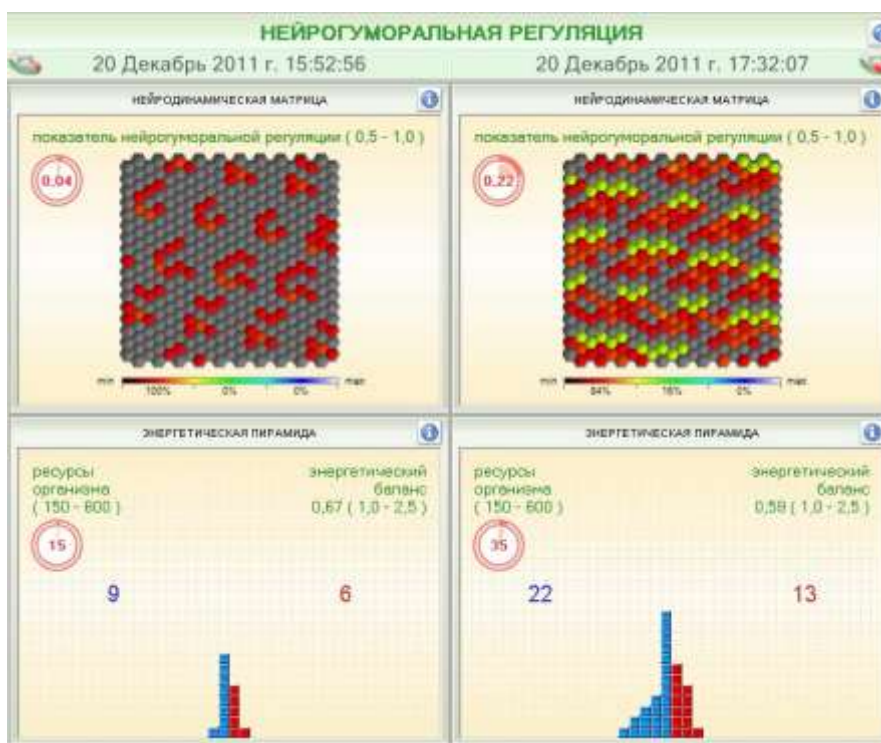 НЕЙРОГУМОРАЛЬНАЯ РЕГУЛЯЦИЯ
20 Декабрь 2011 г. 15:52:56
20 Декабрь 2011 г. 17:32:07
НЕЙРОДИНАМИЧЕСКАЯ МАТРИЦА
показатель нейрогуморальной регуляции ( 0,5 - 1,0 )
0,04
min
100%
0%
0%
max
НЕЙРОДИНАМИЧЕСКАЯ МАТРИЦА
показатель нейрогуморальной регуляции ( 0,5 - 1,0 )
0,22
min
84%
16%
0%
max
ЭНЕРГЕТИЧЕСКАЯ ПИРАМИДА
ресурсы
организма
( 150 - 600 )
энергетический
баланс
0,67 ( 1,0 - 2,5 )
15
9
6
ЭНЕРГЕТИЧЕСКАЯ ПИРАМИДА
ресурсы
организма
( 150 - 600 )
энергетический
баланс
0,59 ( 1,0 - 2,5 )
35
22
13